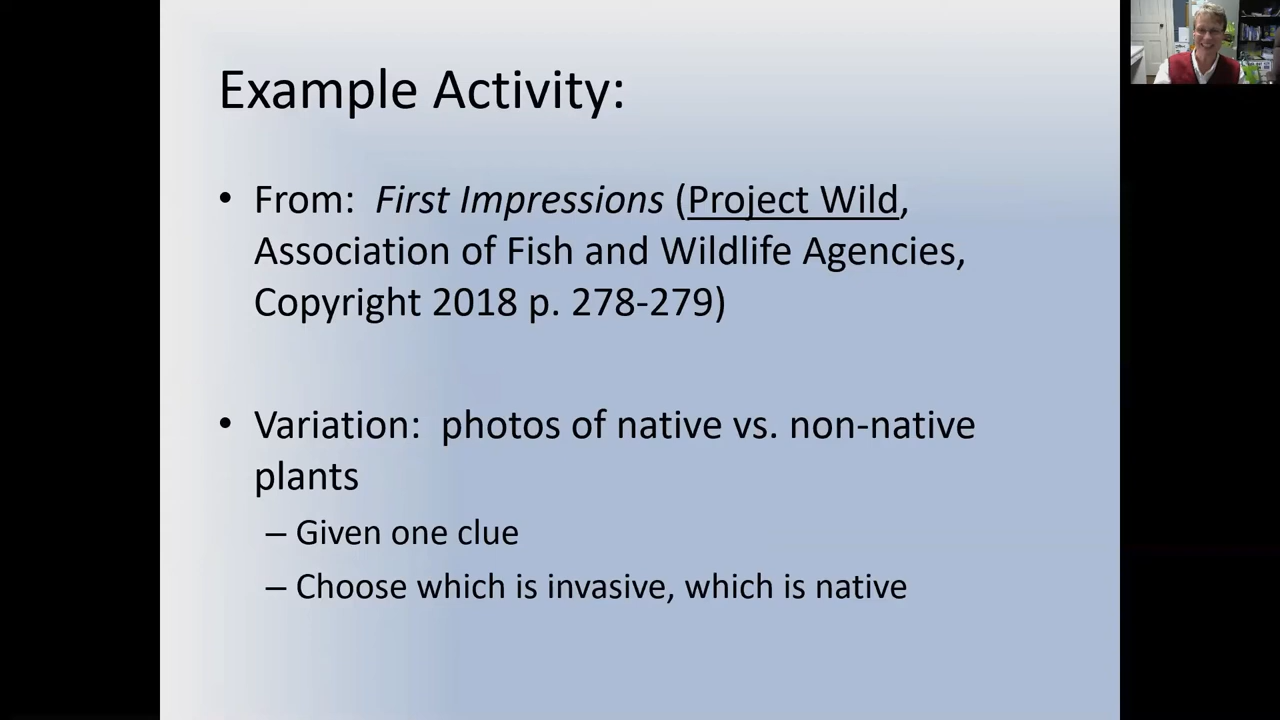 Example Activity:
• From: First Impressions (Project Wild,
Association of Fish and Wildlife Agencies,
Copyright 2018 p. 278-279)
• Variation: photos of native vs. non-native
plants
– Given one clue
– Choose which is invasive, which is native